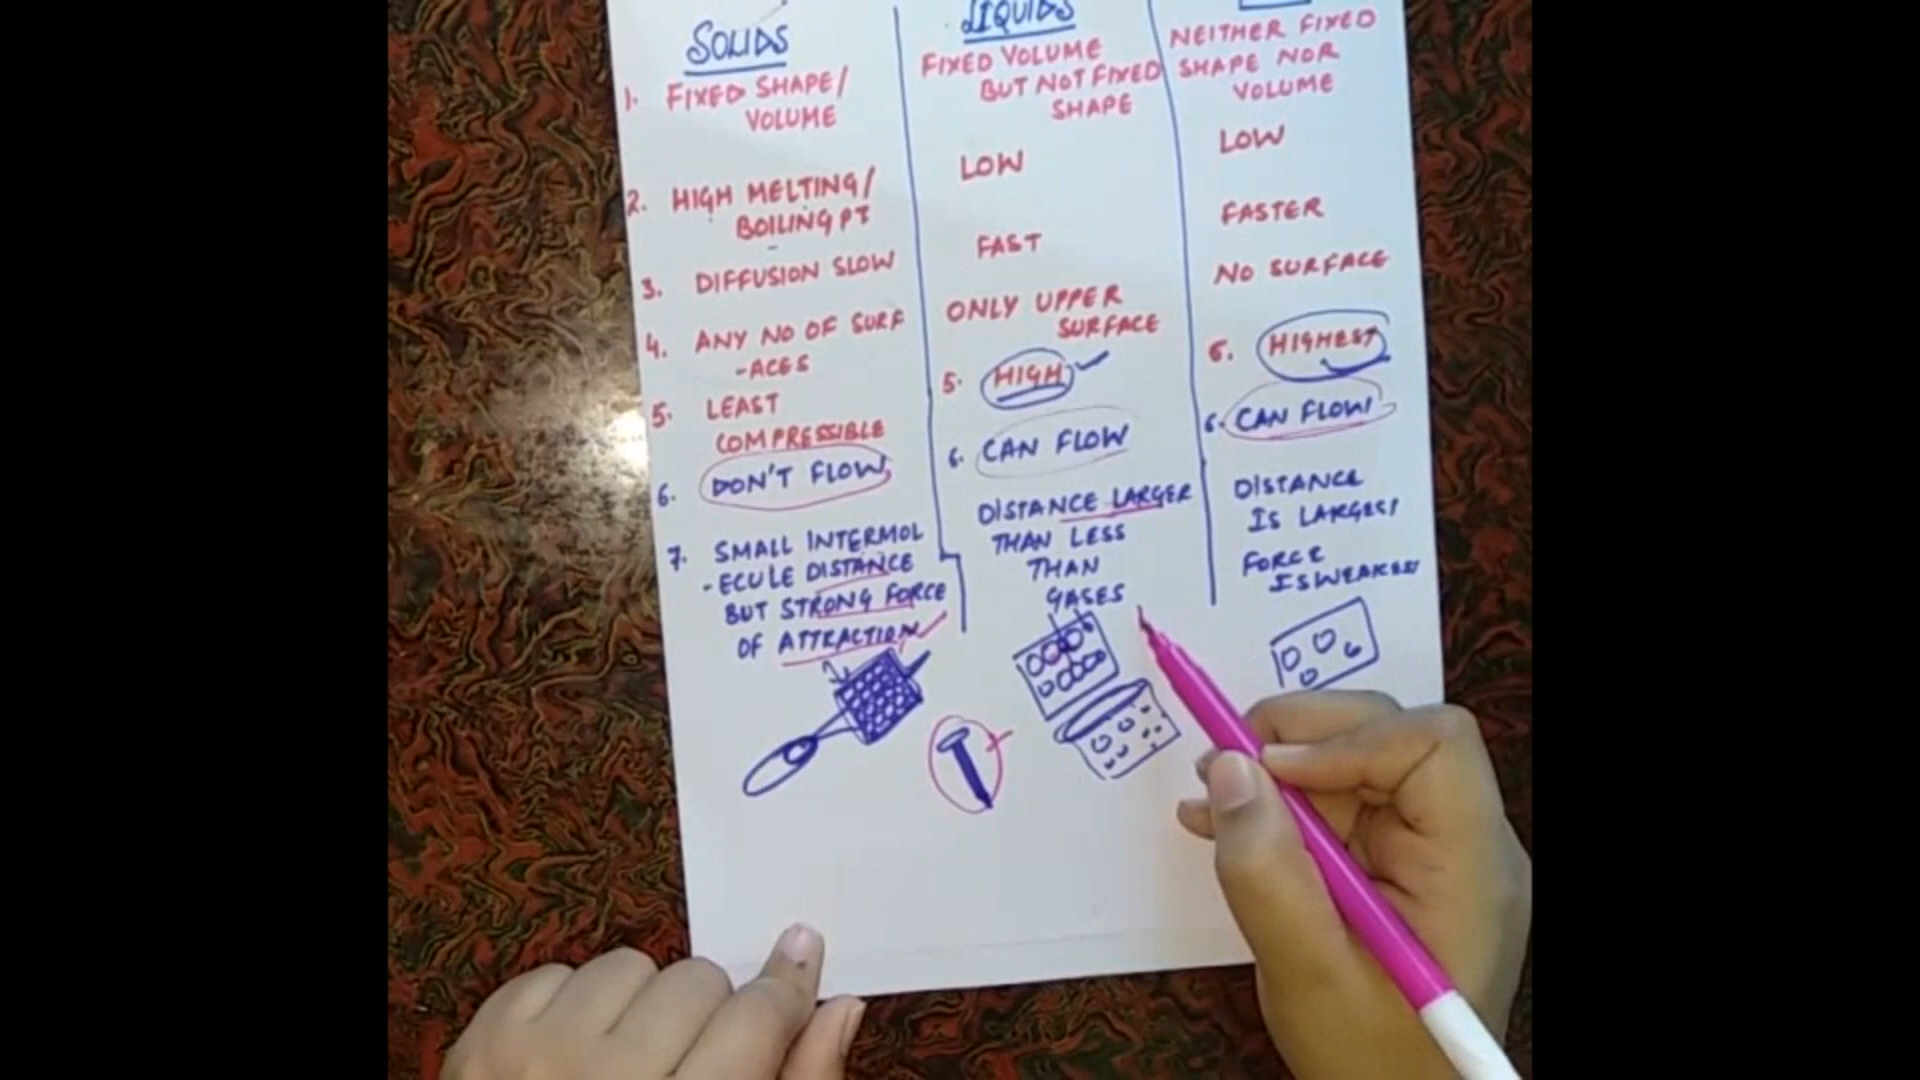 SOLIDS
1. FIXED SHAPE/
VOLUME
2. HIGH MELTING/
BOILING PT
3. DIFFUSION SLOW
4. ANY NO OF SURF
-ACES
5. LEAST
COMPRESSIBLE
6. DON'T FLOW
7. SMALL INTERMOL
-ECULE DISTANCE
BUT STRONG FORCE
OF ATTRACTION
LIQUIDS
FIXED VOLUME
BUT NOT FIXED
SHAPE
LOW
FAST
ONLY UPPER
SURFACE
5. HIGH
6. CAN FLOW
DISTANCE LARGER
THAN LESS
THAN
GASES
NEITHER FIXED
SHAPE NOR
VOLUME
LOW
FASTER
NO SURFACE
5. HIGHEST
6. CAN FLOW
DISTANCE
IS LARGEST
FORCE
IS WEAKEST